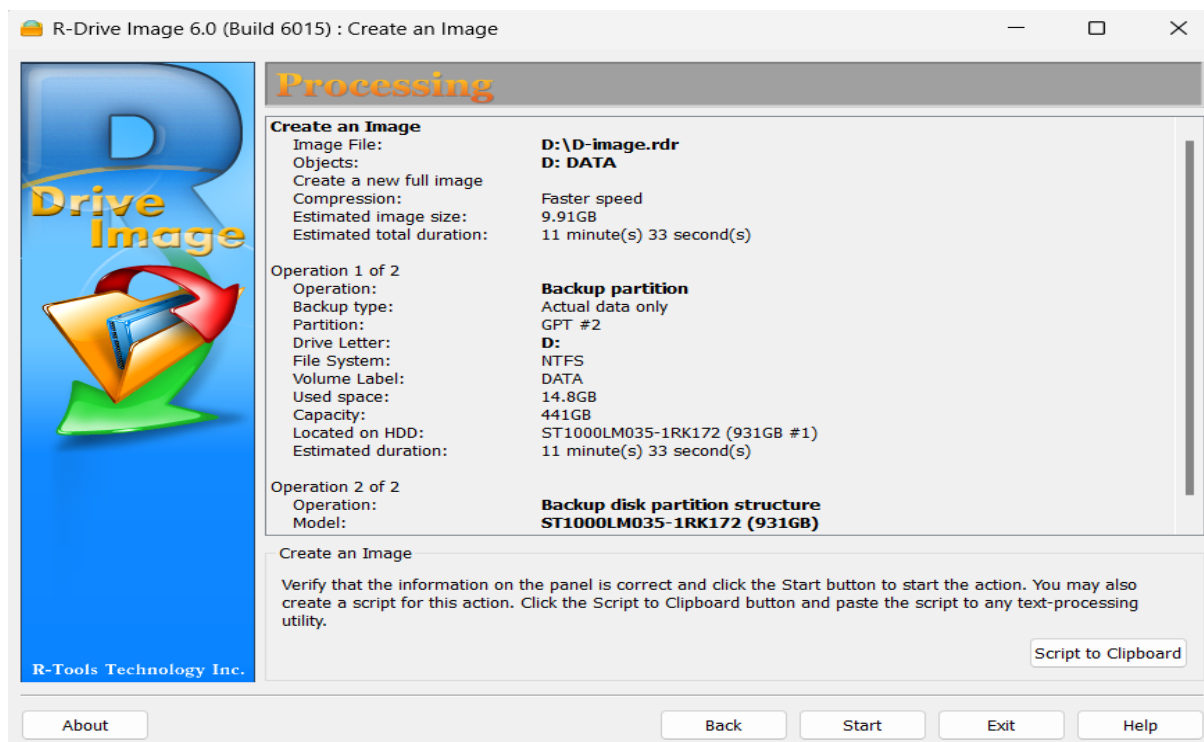 R-Drive Image 6.0 (Build 6015) : Create an Image
R
Drive
Image
R-Tools Technology Inc.
Processing
Create an Image
Image File: D:\D-image.rdr
Objects: D: DATA
Create a new full image
Compression: Faster speed
Estimated image size: 9.91GB
Estimated total duration: 11 minute(s) 33 second(s)
Operation 1 of 2
Operation: Backup partition
Backup type: Actual data only
Partition: GPT #2
Drive Letter: D:
File System: NTFS
Volume Label: DATA
Used space: 14.8GB
Capacity: 441GB
Located on HDD: ST1000LM035-1RK172 (931GB #1)
Estimated duration: 11 minute(s) 33 second(s)
Operation 2 of 2
Operation: Backup disk partition structure
Model: ST1000LM035-1RK172 (931GB)
Create an Image
Verify that the information on the panel is correct and click the Start button to start the action. You may also
create a script for this action. Click the Script to Clipboard button and paste the script to any text-processing
utility.
Script to Clipboard
About Back Start Exit Help